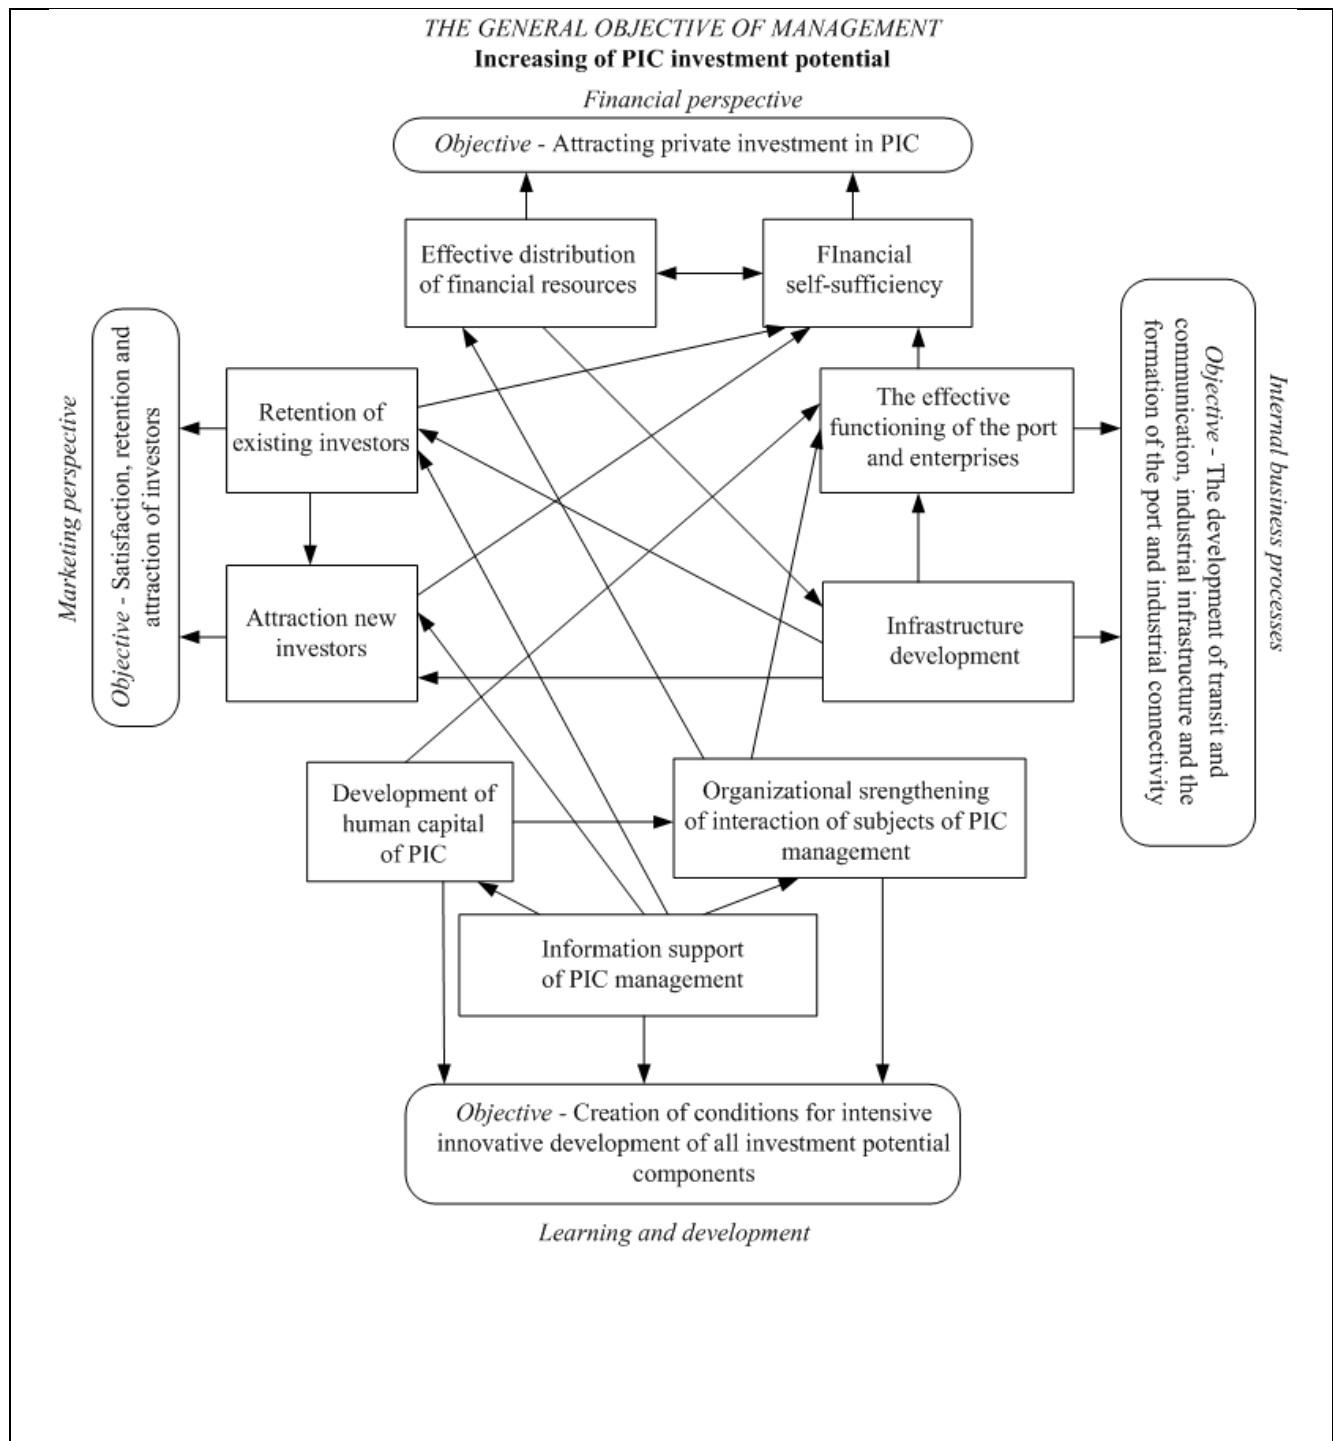 THE GENERAL OBJECTIVE OF MANAGEMENT
Increasing of PIC investment potential
Financial perspective
Objective - Attracting private investment in PIC
Effective distribution
of financial resources
FInancial
self-sufficiency
Marketing perspective
Objective - Satisfaction, retention and
attraction of investors
Retention of
existing investors
The effective
functioning of the port
and enterprises
Internal business processes
Objective - The development of transit and
communication, industrial infrastructure and the
formation of the port and industrial connectivity
Attraction new
investors
Infrastructure
development
Development of
human capital
of PIC
Organizational srengthening
of interaction of subjects of PIC
management
Information support
of PIC management
Objective - Creation of conditions for intensive
innovative development of all investment potential
components
Learning and development